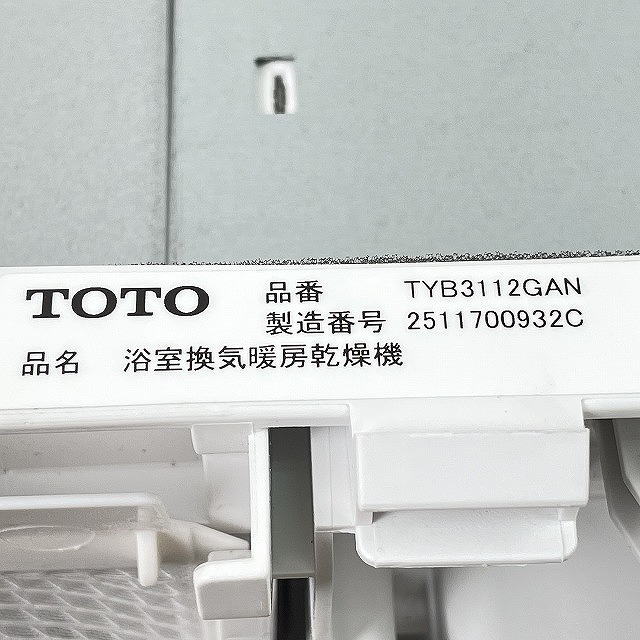 TOTO 品番 TYB3112GAN
製造番号 2511700932C
品名 浴室換気暖房乾燥機